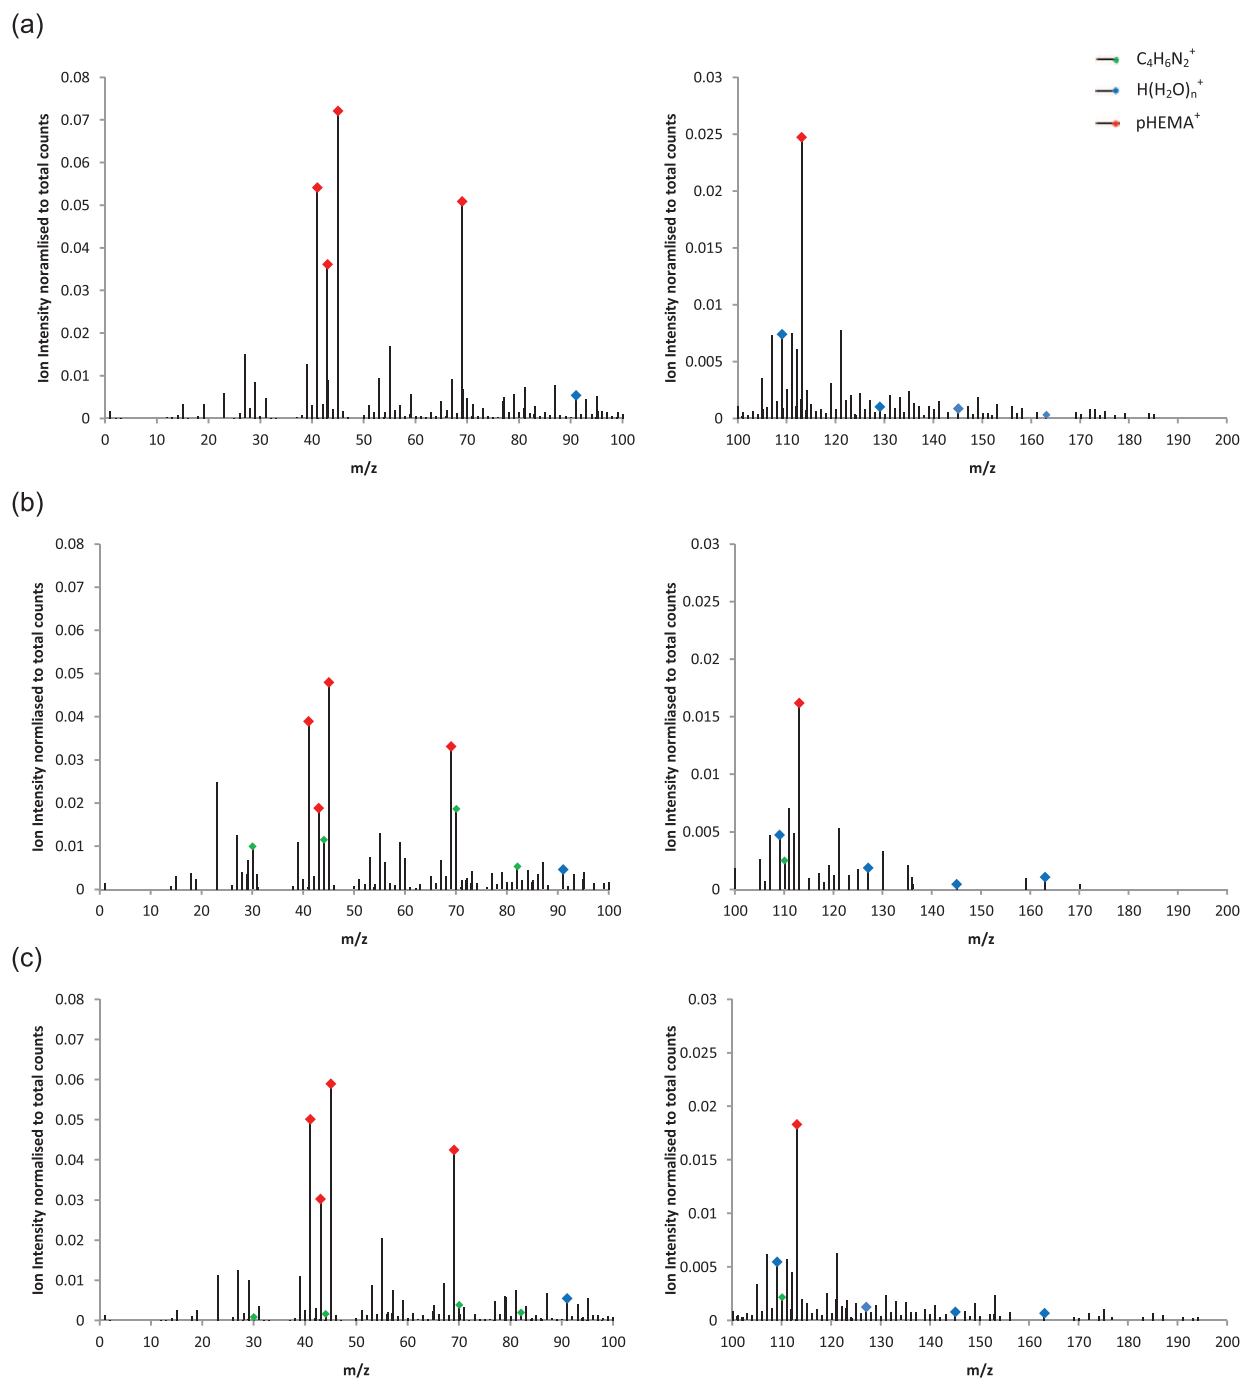 (a)
Ion Intensity noramlised to total counts
0.08
0.07
0.06
0.05
0.04
0.03
0.02
0.01
0
0 10 20 30 40 50 60 70 80 90 100
m/z
Ion Intensity noramlised to total counts
0.03
0.025
0.02
0.015
0.01
0.005
0
100 110 120 130 140 150 160 170 180 190 200
m/z
C₄H₆N₂⁺
H(H₂O)ₙ⁺
pHEMA⁺
(b)
Ion Intensity normliased to total counts
0.08
0.07
0.06
0.05
0.04
0.03
0.02
0.01
0
0 10 20 30 40 50 60 70 80 90 100
m/z
Ion Intensity normliased to total counts
0.03
0.025
0.02
0.015
0.01
0.005
0
100 110 120 130 140 150 160 170 180 190 200
m/z
(c)
Ion Intensity normalised to total counts
0.08
0.07
0.06
0.05
0.04
0.03
0.02
0.01
0
0 10 20 30 40 50 60 70 80 90 100
m/z
Ion Intensity normalised to total counts
0.03
0.025
0.02
0.015
0.01
0.005
0
100 110 120 130 140 150 160 170 180 190 200
m/z